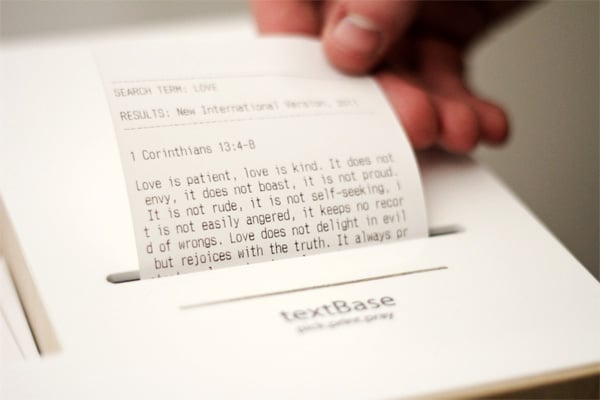 SEARCH TERM: LOVE
RESULTS: New International Version, 2011
1 Corinthians 13:4-8
Love is patient, love is kind. It does not
envy, it does not boast, it is not proud.
It is not rude, it is not self-seeking, i
t is not easily angered, it keeps no recor
d of wrongs. Love does not delight in evil
but rejoices with the truth. It always pr
textBase
pick.print.pray